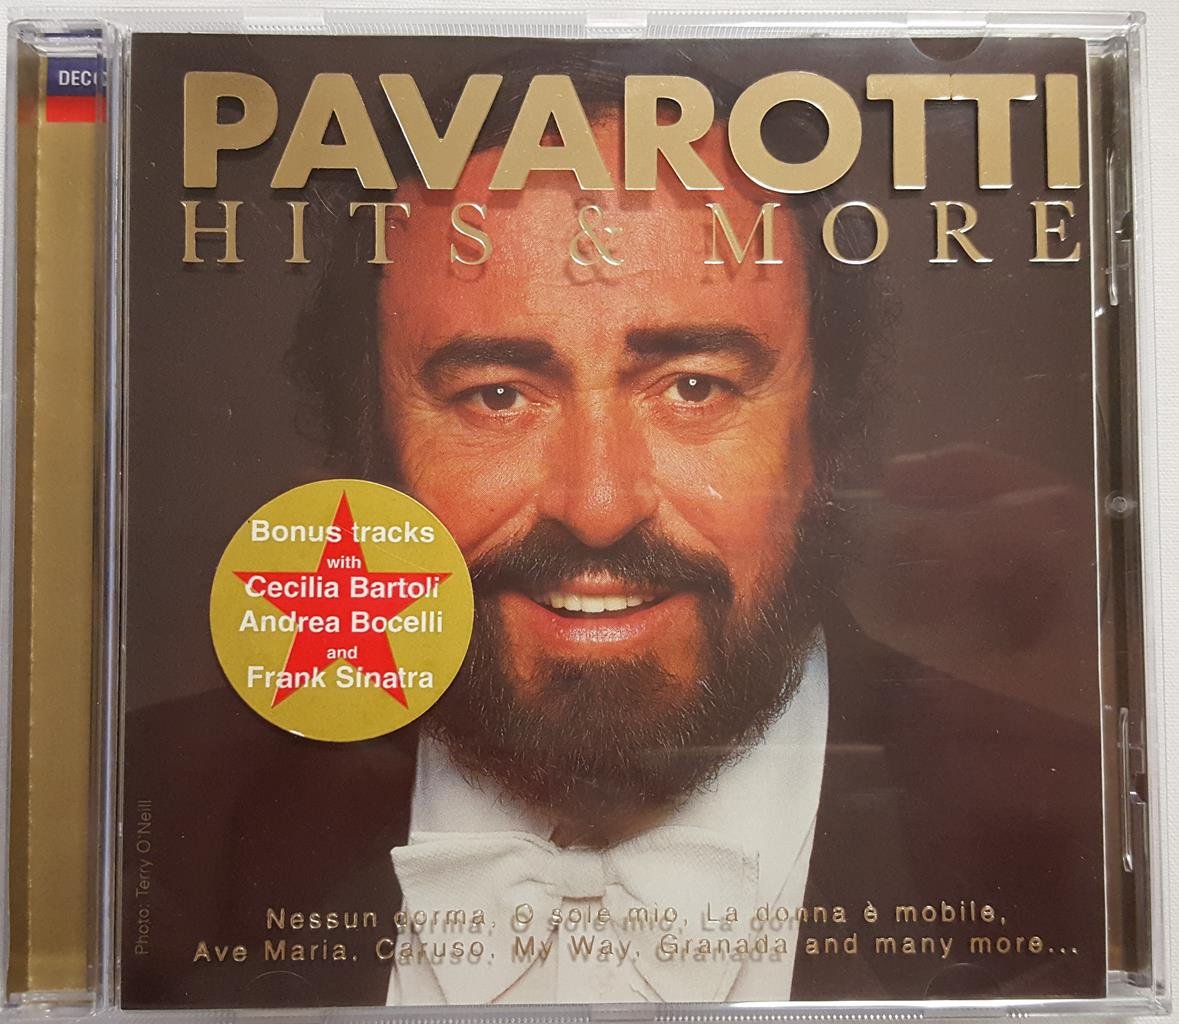 DECC
PAVAROTTI
HITS & MORE
Bonus tracks
with
Cecilia Bartoli
Andrea Bocelli
and
Frank Sinatra
Photo: Terry O'Neill
Nessun dorma, O sole mio, La donna è mobile,
Ave Maria, Caruso, My Way, Granada and many more...